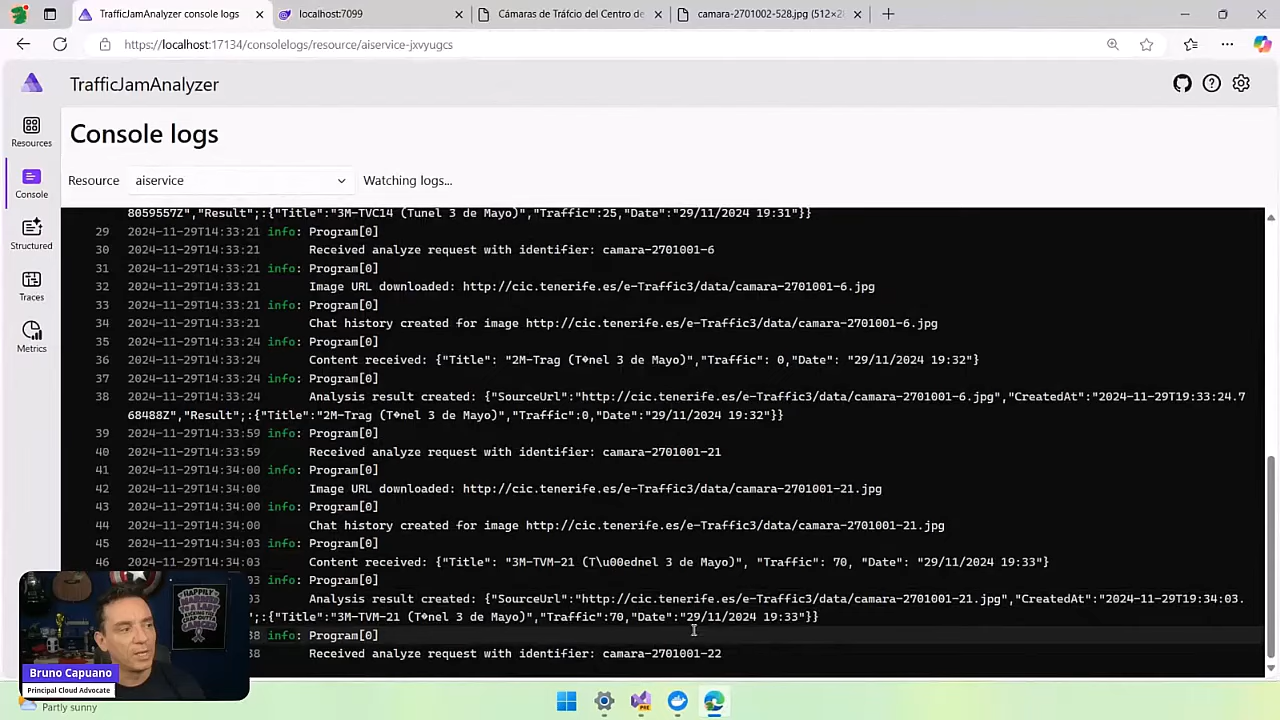 TrafficJamAnalyzer console logs
localhost:7099
Cámaras de Tráfcio del Centro de
camara-2701002-528.jpg (512×2
https://localhost:17134/consolelogs/resource/aiservice-jxvyugcs
TrafficJamAnalyzer
Resources
Console
Structured
Traces
Metrics
Console logs
Resource aiservice Watching logs...
8059557Z","Result";:{"Title":"3M-TVC14 (Tunel 3 de Mayo)","Traffic":25,"Date":"29/11/2024 19:31"}}
29 2024-11-29T14:33:21 info: Program[0]
30 2024-11-29T14:33:21 Received analyze request with identifier: camara-2701001-6
31 2024-11-29T14:33:21 info: Program[0]
32 2024-11-29T14:33:21 Image URL downloaded: http://cic.tenerife.es/e-Traffic3/data/camara-2701001-6.jpg
33 2024-11-29T14:33:21 info: Program[0]
34 2024-11-29T14:33:21 Chat history created for image http://cic.tenerife.es/e-Traffic3/data/camara-2701001-6.jpg
35 2024-11-29T14:33:24 info: Program[0]
36 2024-11-29T14:33:24 Content received: {"Title": "2M-Trag (T�nel 3 de Mayo)","Traffic": 0,"Date": "29/11/2024 19:32"}
37 2024-11-29T14:33:24 info: Program[0]
38 2024-11-29T14:33:24 Analysis result created: {"SourceUrl":"http://cic.tenerife.es/e-Traffic3/data/camara-2701001-6.jpg","CreatedAt":"2024-11-29T19:33:24.7
68488Z","Result";:{"Title":"2M-Trag (T�nel 3 de Mayo)","Traffic":0,"Date":"29/11/2024 19:32"}}
39 2024-11-29T14:33:59 info: Program[0]
40 2024-11-29T14:33:59 Received analyze request with identifier: camara-2701001-21
41 2024-11-29T14:34:00 info: Program[0]
42 2024-11-29T14:34:00 Image URL downloaded: http://cic.tenerife.es/e-Traffic3/data/camara-2701001-21.jpg
43 2024-11-29T14:34:00 info: Program[0]
44 2024-11-29T14:34:00 Chat history created for image http://cic.tenerife.es/e-Traffic3/data/camara-2701001-21.jpg
45 2024-11-29T14:34:03 info: Program[0]
46 2024-11-29T14:34:03 Content received: {"Title": "3M-TVM-21 (T\u00ednel 3 de Mayo)", "Traffic": 70, "Date": "29/11/2024 19:33"}
03 info: Program[0]
03 Analysis result created: {"SourceUrl":"http://cic.tenerife.es/e-Traffic3/data/camara-2701001-21.jpg","CreatedAt":"2024-11-29T19:34:03.
";:{"Title":"3M-TVM-21 (T�nel 3 de Mayo)","Traffic":70,"Date":"29/11/2024 19:33"}}
38 info: Program[0]
38 Received analyze request with identifier: camara-2701001-22
HAPPILY
Bruno Capuano
Principal Cloud Advocate
Partly sunny